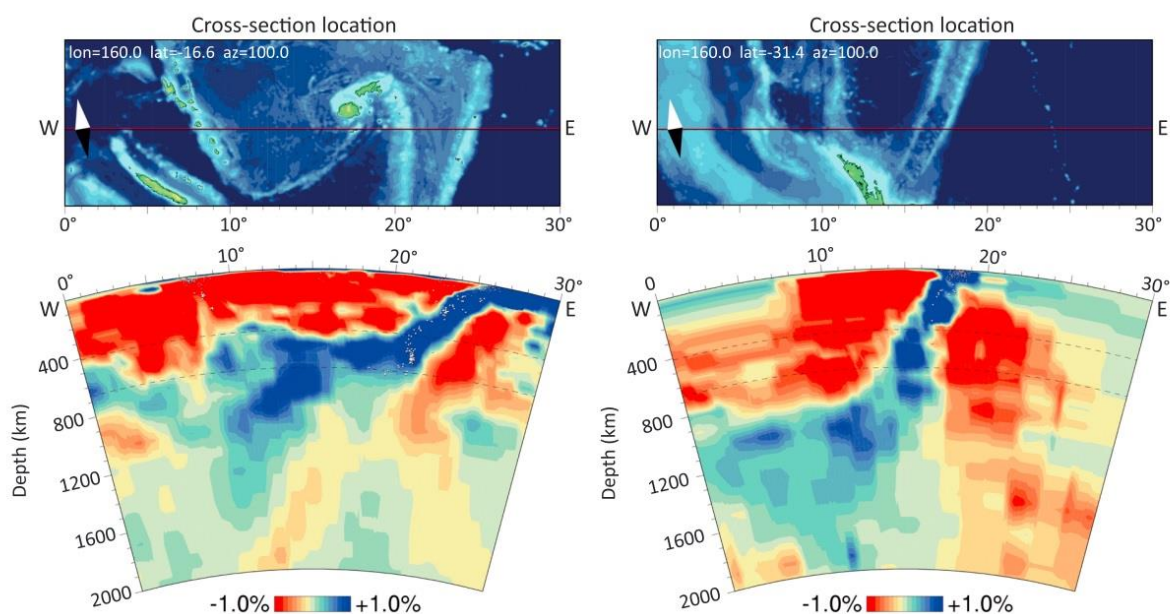 Cross-section location
lon=160.0 lat=-16.6 az=100.0
W
E
0° 10° 20° 30°
0° 10° 20° 30°
W
E
0
400
800
1200
1600
2000
Depth (km)
-1.0% +1.0%
Cross-section location
lon=160.0 lat=-31.4 az=100.0
W
E
0° 10° 20° 30°
0° 10° 20° 30°
W
E
0
400
800
1200
1600
2000
Depth (km)
-1.0% +1.0%